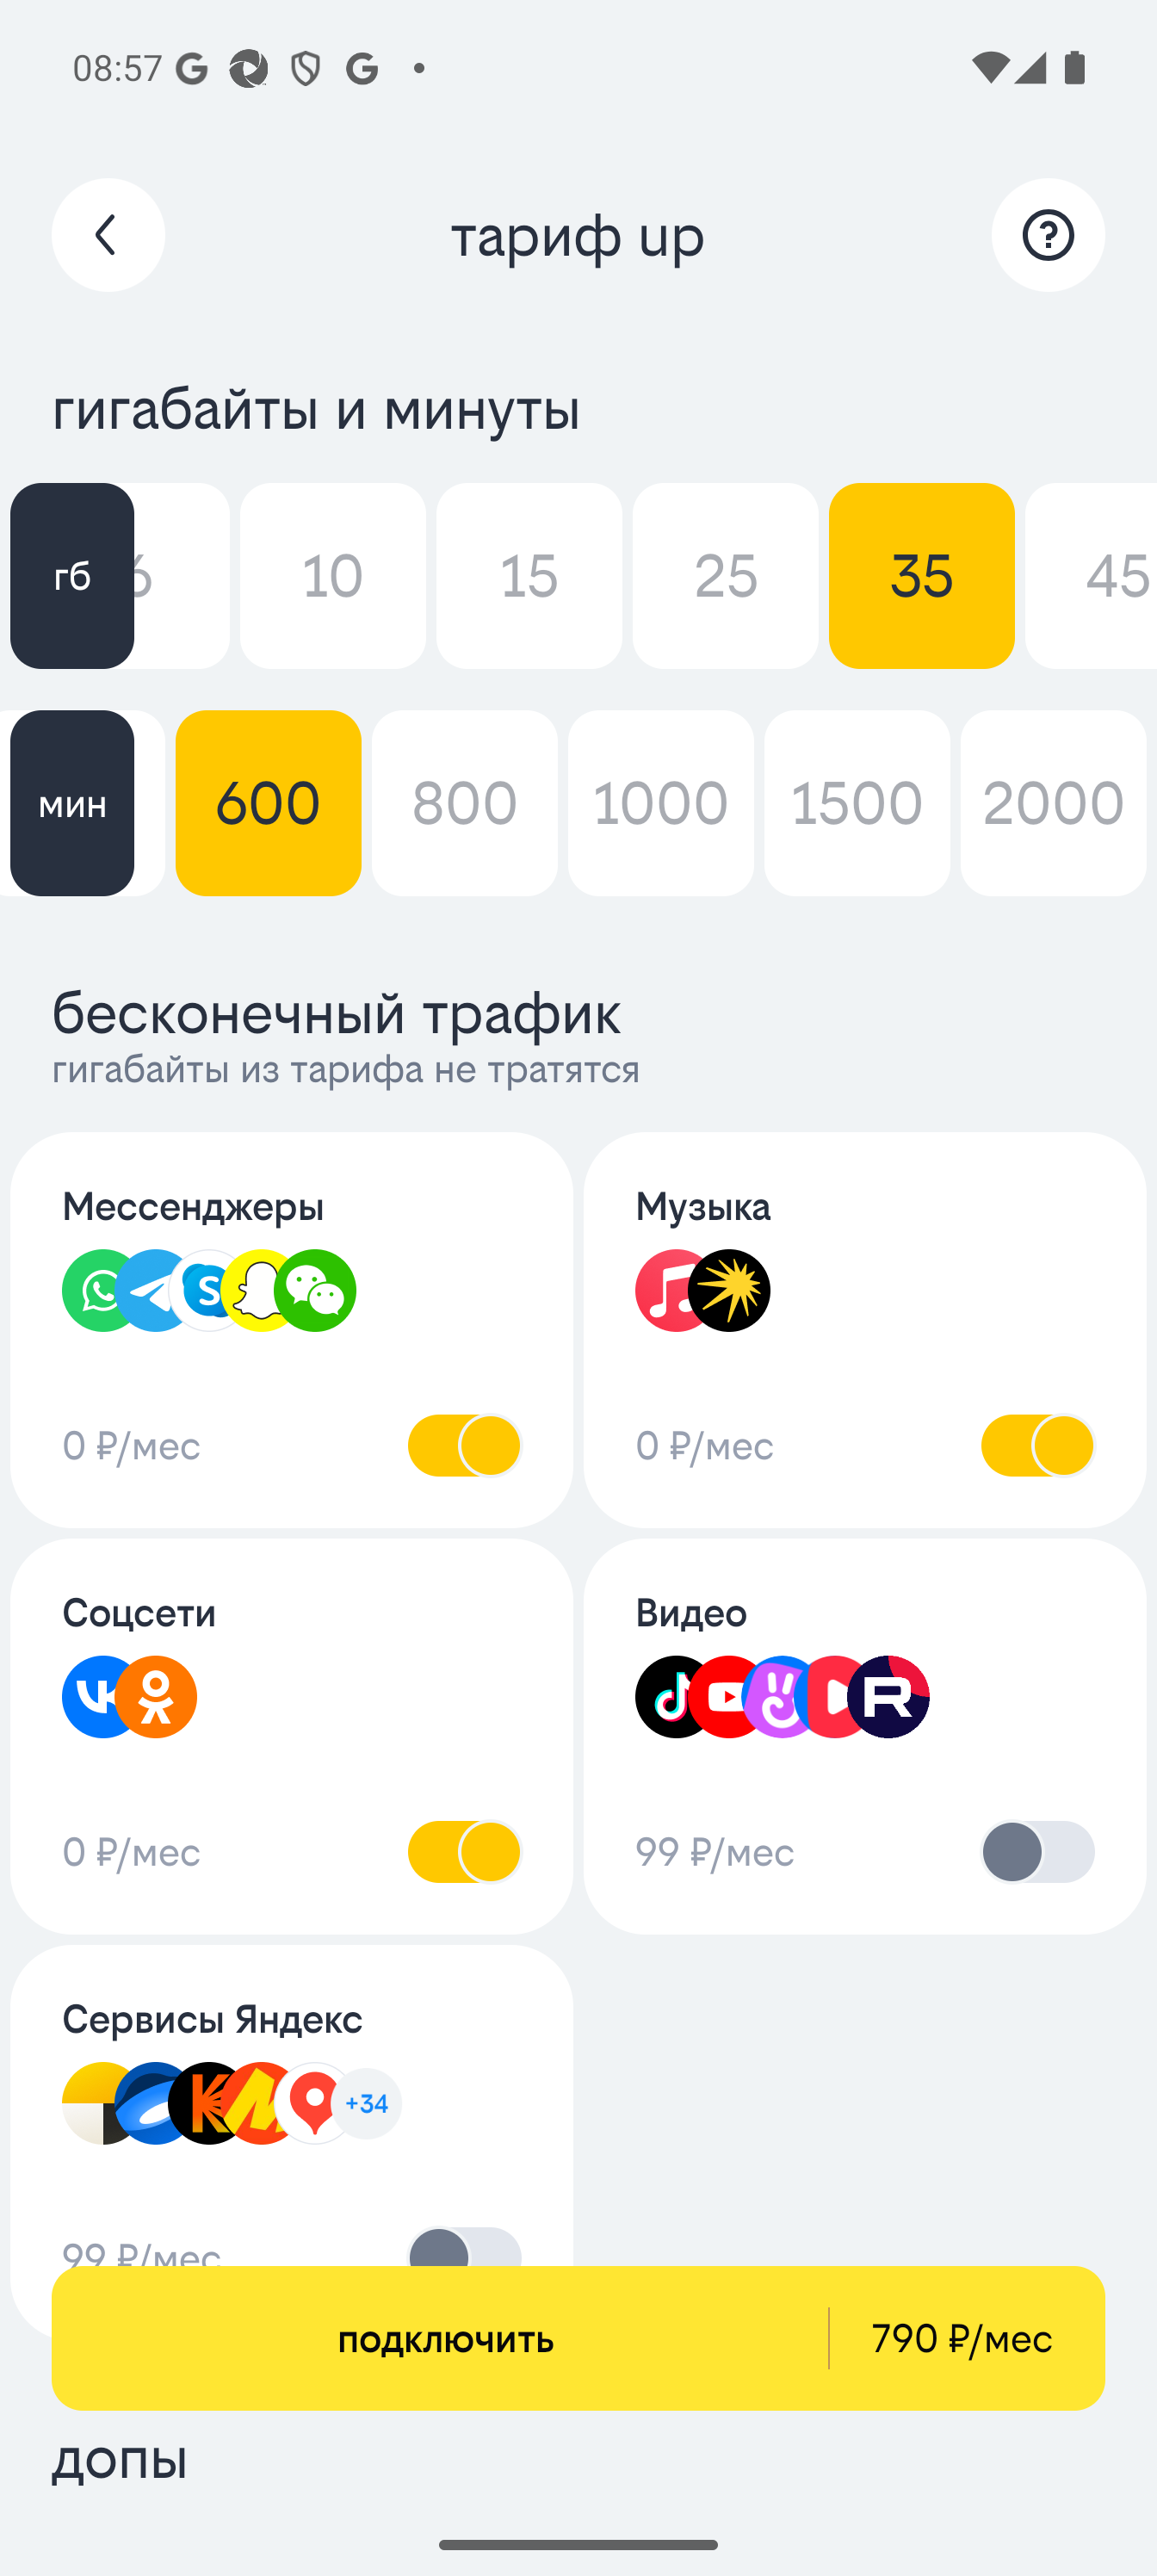 08:57
тариф up
гигабайты и минуты
гб 6 10 15 25 35 45
мин 600 800 1000 1500 2000
бесконечный трафик
гигабайты из тарифа не тратятся
Мессенджеры
0 ₽/мес
Музыка
0 ₽/мес
Соцсети
0 ₽/мес
Видео
99 ₽/мес
Сервисы Яндекс
+34
99 ₽/мес
подключить 790 ₽/мес
допы